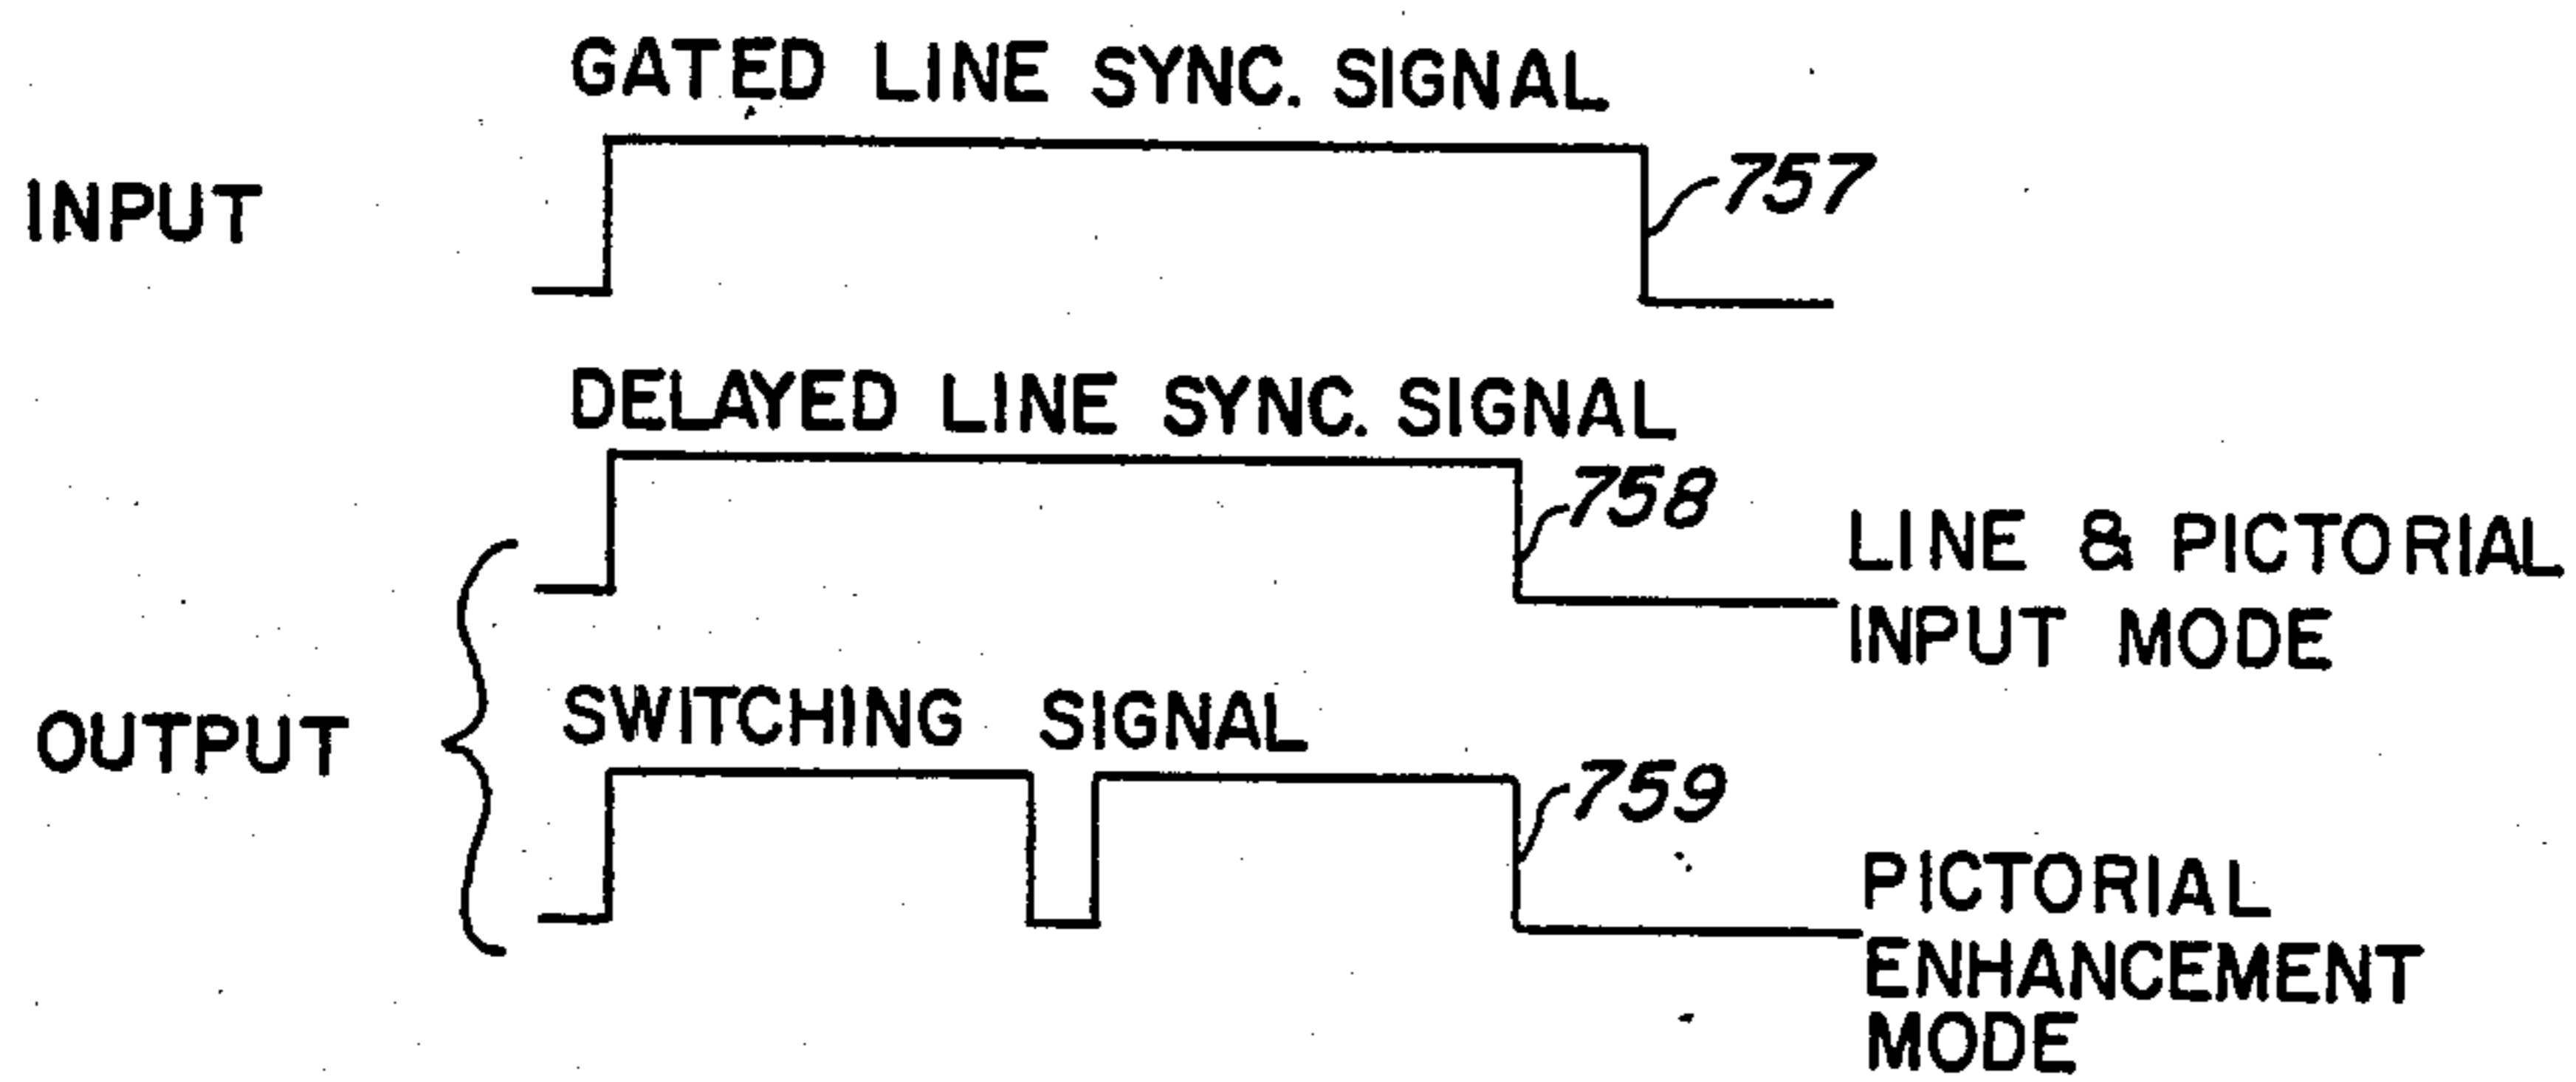 GATED LINE SYNC. SIGNAL
INPUT
757
DELAYED LINE SYNC. SIGNAL
758
LINE & PICTORIAL
INPUT MODE
OUTPUT
SWITCHING SIGNAL
759
PICTORIAL
ENHANCEMENT
MODE